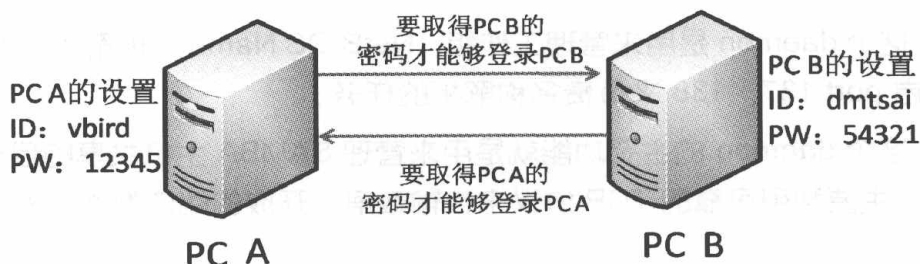 要取得PC B的
密码才能够登录PCB
PC A的设置
ID：vbird
PW：12345
PC B的设置
ID：dmtsai
PW：54321
要取得PCA的
密码才能够登录PCA
PC A
PC B